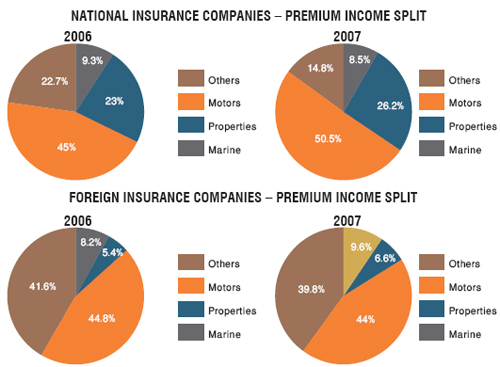 NATIONAL INSURANCE COMPANIES – PREMIUM INCOME SPLIT
2006
9.3%
22.7%
23%
45%
Others
Motors
Properties
Marine
2007
8.5%
14.8%
26.2%
50.5%
Others
Motors
Properties
Marine
FOREIGN INSURANCE COMPANIES – PREMIUM INCOME SPLIT
2006
8.2%
5.4%
41.6%
44.8%
Others
Motors
Properties
Marine
2007
9.6%
6.6%
39.8%
44%
Others
Motors
Properties
Marine